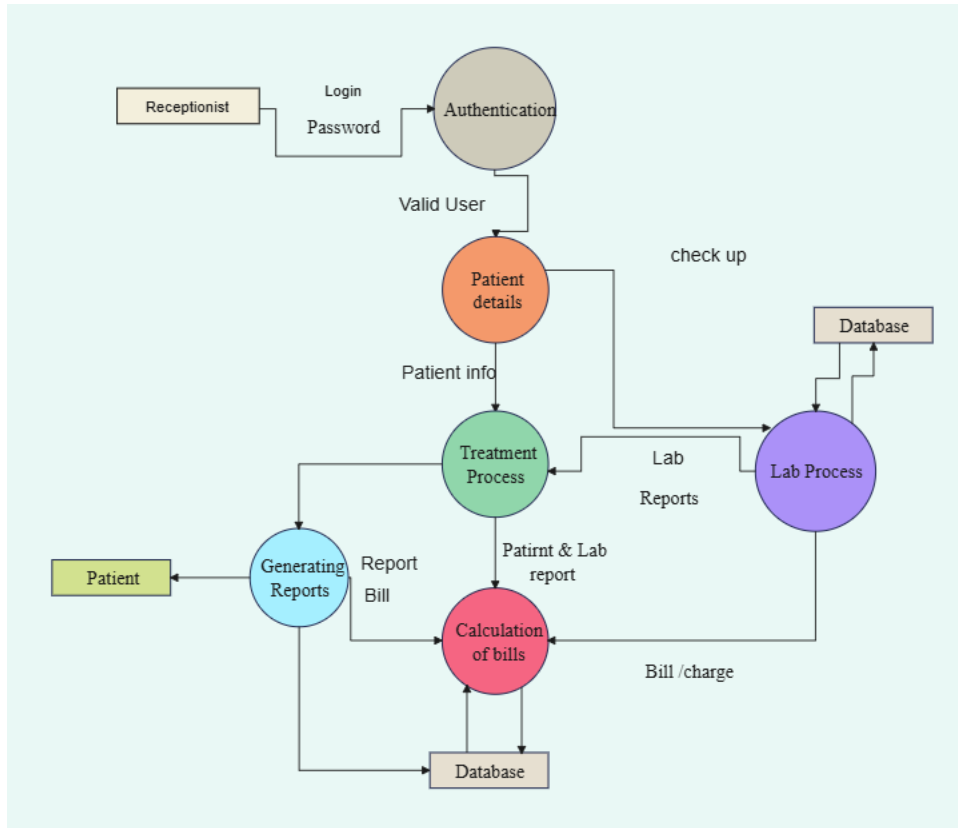 Login
Receptionist
Password
Authentication
Valid User
check up
Patient
details
Database
Patient info
Treatment
Process
Lab
Reports
Lab Process
Patirnt & Lab
report
Report
Bill
Generating
Reports
Patient
Calculation
of bills
Bill /charge
Database